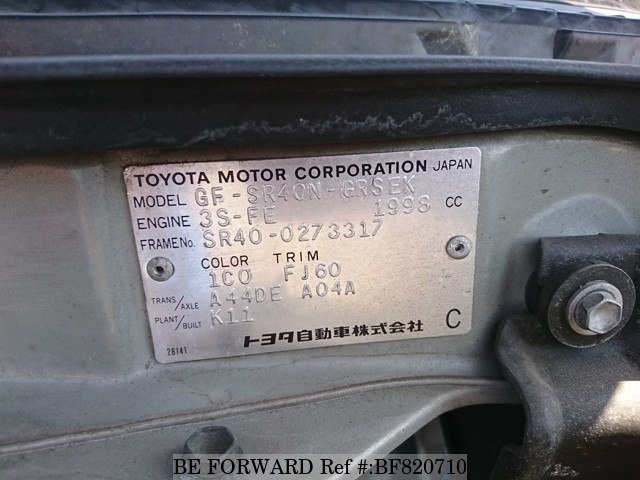 TOYOTA MOTOR CORPORATION JAPAN
MODEL GF-SR40N-GRSEK
ENGINE 3S-FE 1998 CC
FRAME No. SR40-0273317
COLOR TRIM
1C0 FJ60
TRANS/AXLE A44DE A04A
PLANT/BUILT K11
28141 トヨタ自動車株式会社 C
BE FORWARD Ref #:BF820710